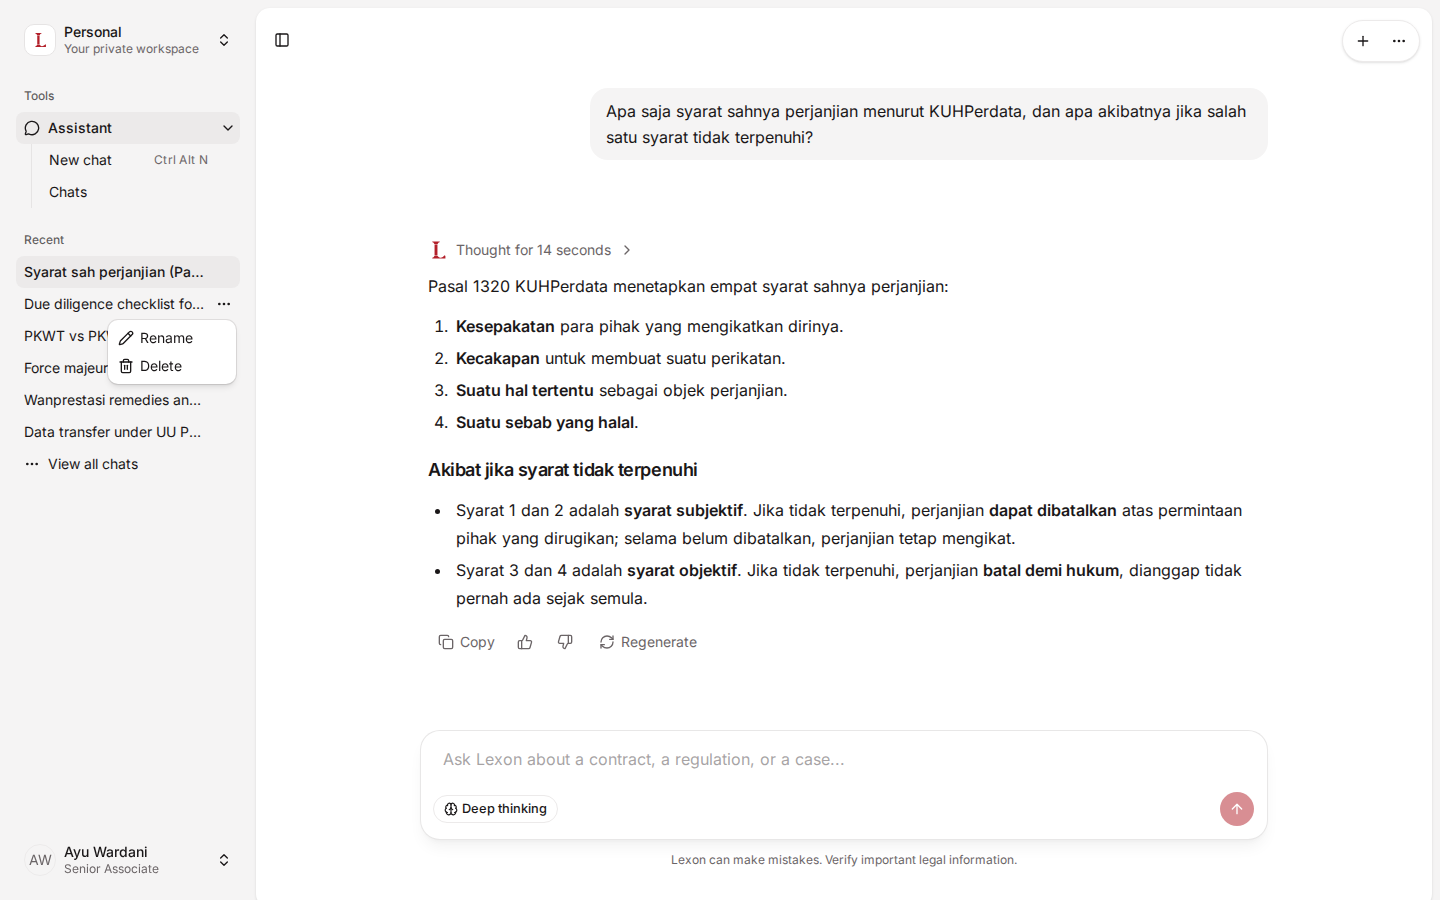 L
Personal
Your private workspace
Tools
Assistant
New chat
Ctrl Alt N
Chats
Recent
Syarat sah perjanjian (Pa...
Due diligence checklist fo...
PKWT vs PK
Rename
Force majeur
Delete
Wanprestasi remedies an...
Data transfer under UU P...
View all chats
AW
Ayu Wardani
Senior Associate
Apa saja syarat sahnya perjanjian menurut KUHPerdata, dan apa akibatnya jika salah
satu syarat tidak terpenuhi?
L
Thought for 14 seconds
Pasal 1320 KUHPerdata menetapkan empat syarat sahnya perjanjian:
1. Kesepakatan para pihak yang mengikatkan dirinya.
2. Kecakapan untuk membuat suatu perikatan.
3. Suatu hal tertentu sebagai objek perjanjian.
4. Suatu sebab yang halal.
Akibat jika syarat tidak terpenuhi
• Syarat 1 dan 2 adalah syarat subjektif. Jika tidak terpenuhi, perjanjian dapat dibatalkan atas permintaan
pihak yang dirugikan; selama belum dibatalkan, perjanjian tetap mengikat.
• Syarat 3 dan 4 adalah syarat objektif. Jika tidak terpenuhi, perjanjian batal demi hukum, dianggap tidak
pernah ada sejak semula.
Copy
Regenerate
Ask Lexon about a contract, a regulation, or a case...
Deep thinking
Lexon can make mistakes. Verify important legal information.